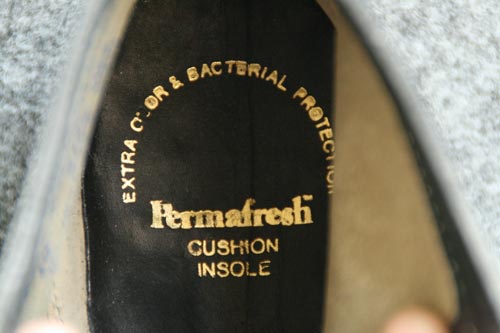 EXTRA ODOR & BACTERIAL PROTECTION
Permafresh
CUSHION
INSOLE